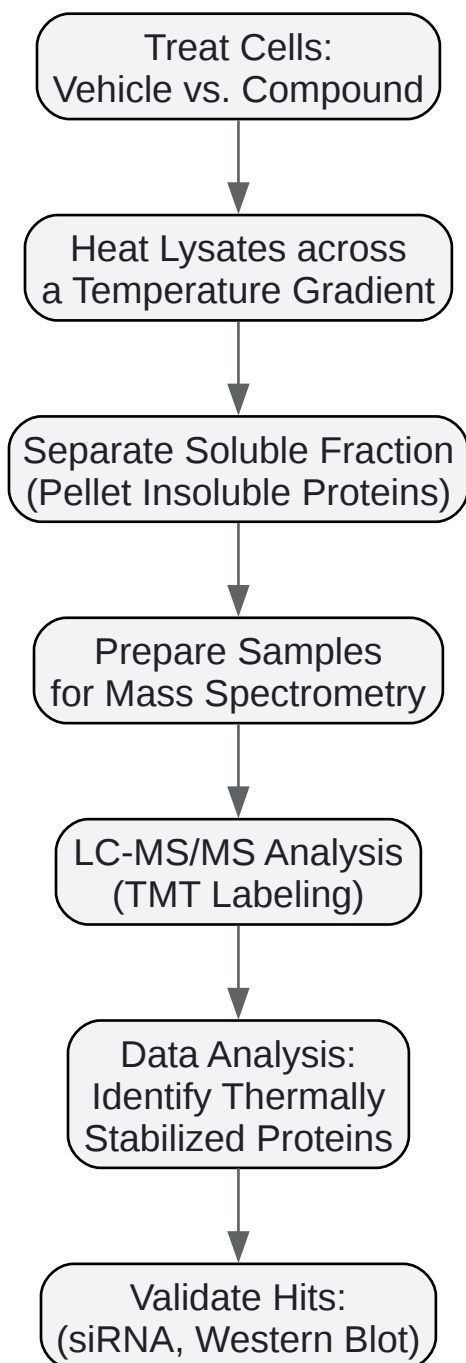 Treat Cells:
Vehicle vs. Compound
Heat Lysates across
a Temperature Gradient
Separate Soluble Fraction
(Pellet Insoluble Proteins)
Prepare Samples
for Mass Spectrometry
LC-MS/MS Analysis
(TMT Labeling)
Data Analysis:
Identify Thermally
Stabilized Proteins
Validate Hits:
(siRNA, Western Blot)